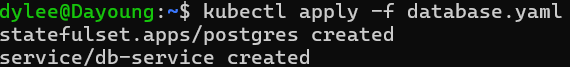 dylee@Dayoung:~$ kubectl apply -f database.yaml
statefulset.apps/postgres created
service/db-service created